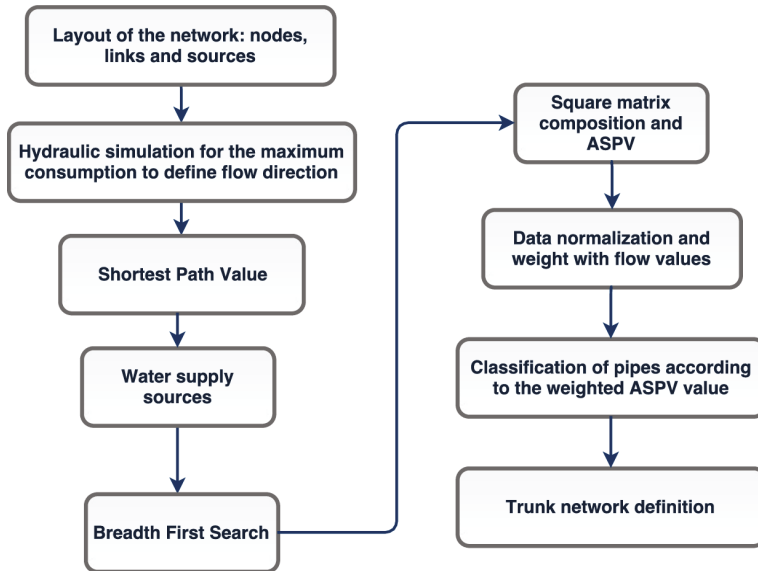 Layout of the network: nodes,
links and sources
Hydraulic simulation for the maximum
consumption to define flow direction
Shortest Path Value
Water supply
sources
Breadth First Search
Square matrix
composition and
ASPV
Data normalization and
weight with flow values
Classification of pipes according
to the weighted ASPV value
Trunk network definition